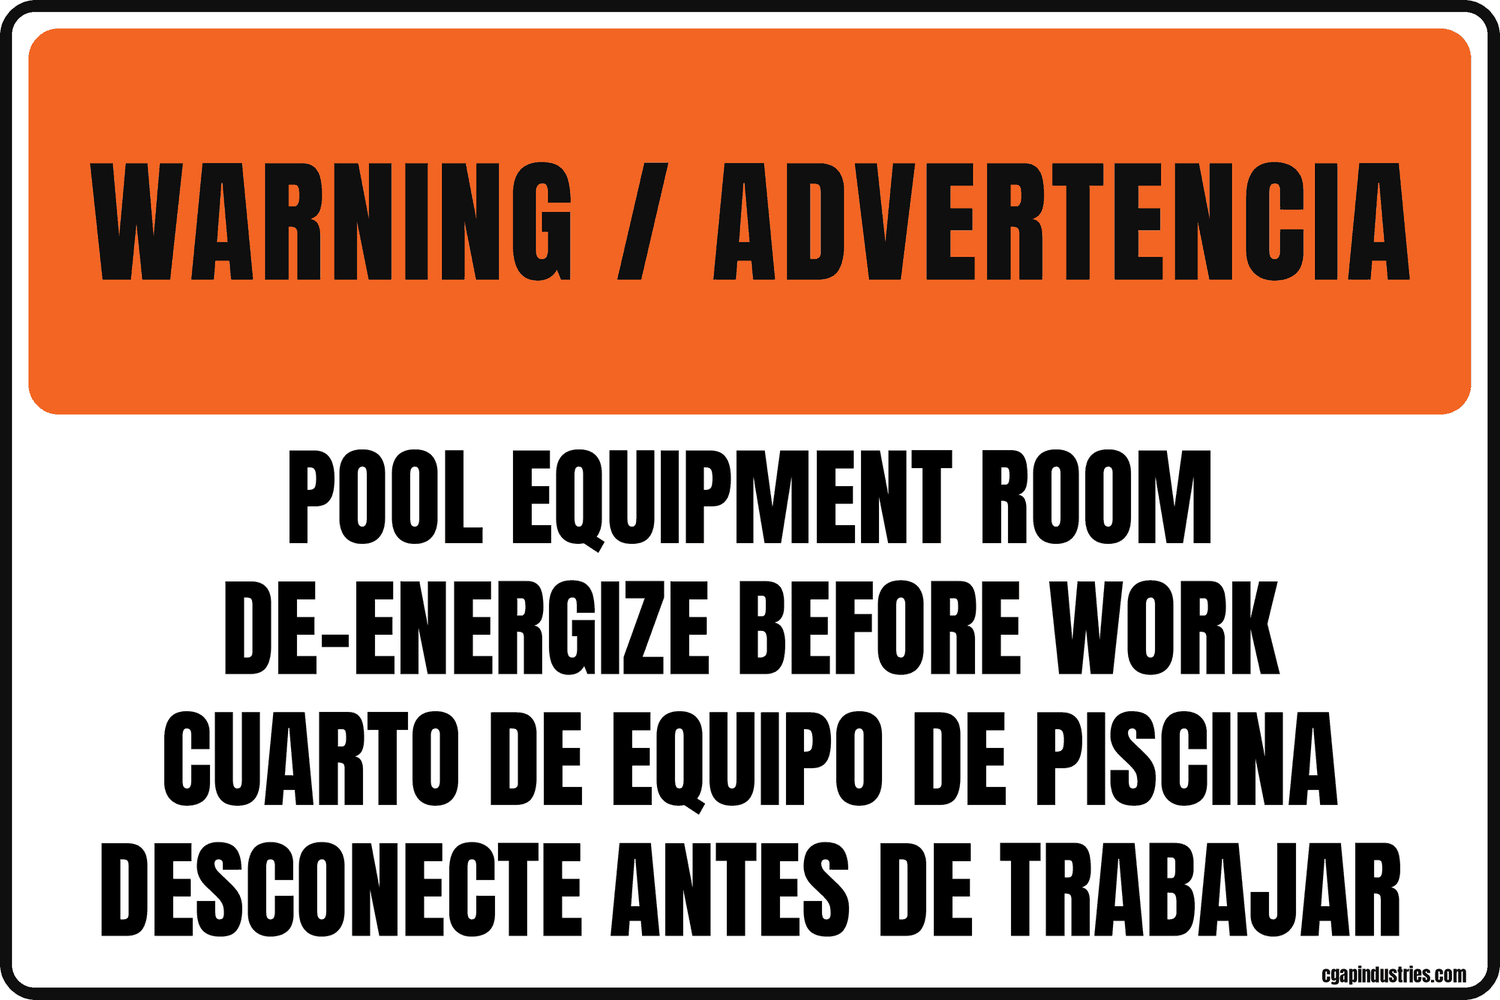 WARNING / ADVERTENCIA
POOL EQUIPMENT ROOM
DE-ENERGIZE BEFORE WORK
CUARTO DE EQUIPO DE PISCINA
DESCONECTE ANTES DE TRABAJAR
cgapindustries.com